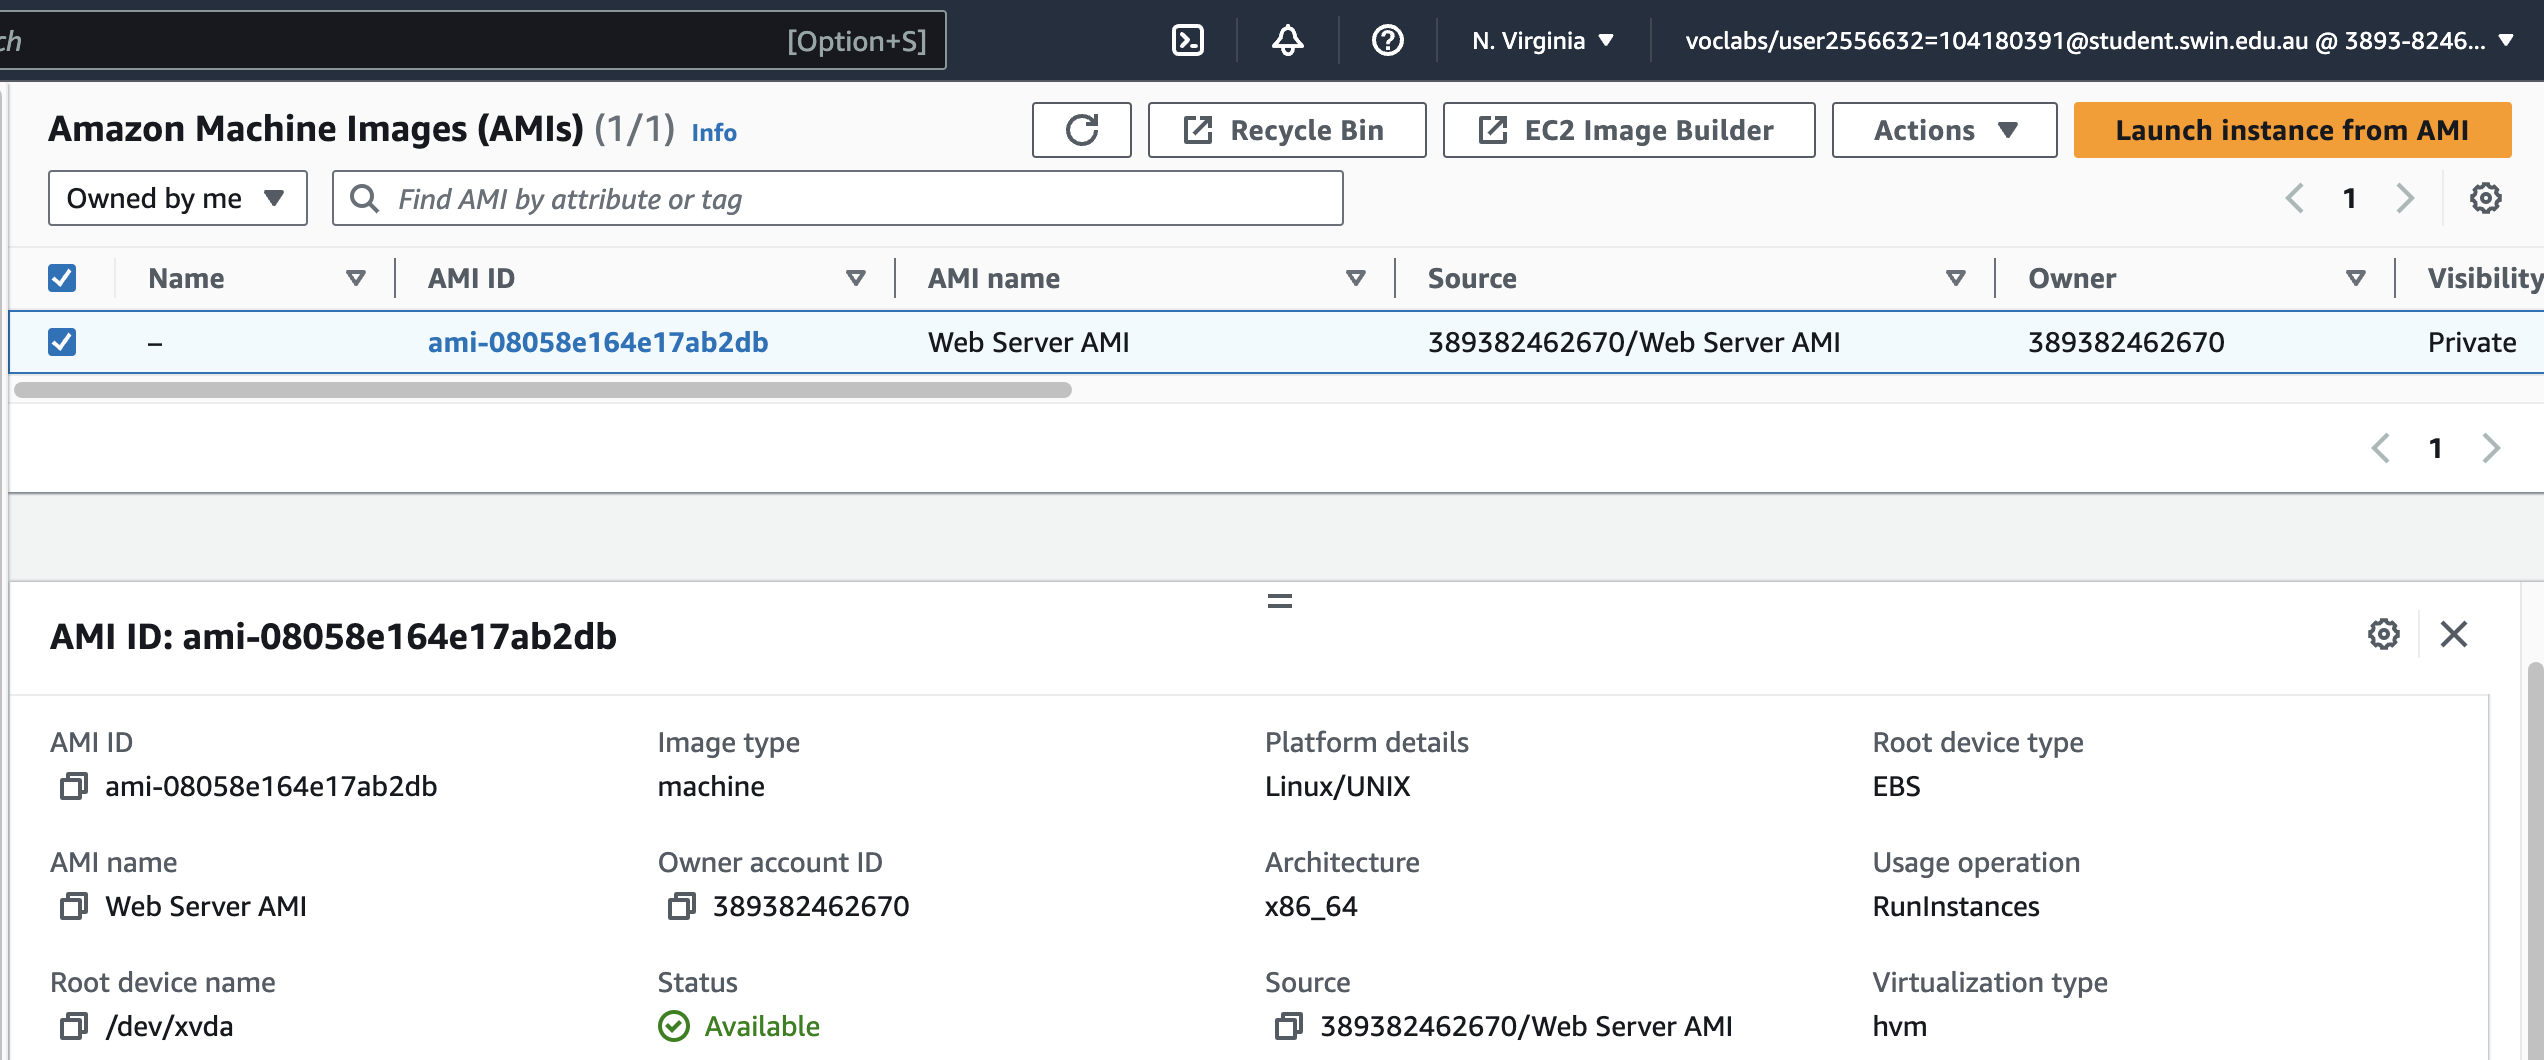 ch [Option+S] N. Virginia voclabs/user2556632=104180391@student.swin.edu.au @ 3893-8246...
Amazon Machine Images (AMIs) (1/1) Info Recycle Bin EC2 Image Builder Actions Launch instance from AMI
Owned by me Find AMI by attribute or tag 1
Name AMI ID AMI name Source Owner Visibility
– ami-08058e164e17ab2db Web Server AMI 389382462670/Web Server AMI 389382462670 Private
1
AMI ID: ami-08058e164e17ab2db
AMI ID Image type Platform details Root device type
ami-08058e164e17ab2db machine Linux/UNIX EBS
AMI name Owner account ID Architecture Usage operation
Web Server AMI 389382462670 x86_64 RunInstances
Root device name Status Source Virtualization type
/dev/xvda Available 389382462670/Web Server AMI hvm